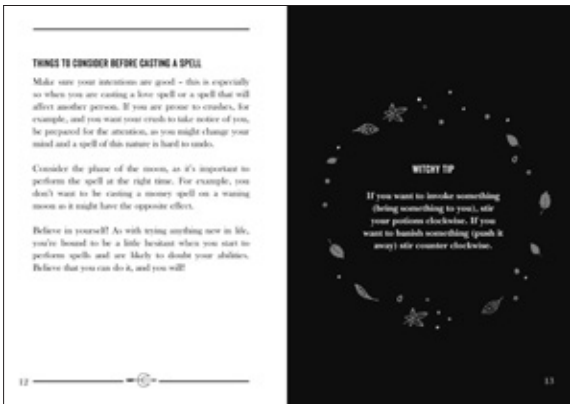 THINGS TO CONSIDER BEFORE CASTING A SPELL
Make sure your intentions are good – this is especially
so when you are casting a love spell or a spell that will
affect another person. If you are prone to crushes, for
example, and you want your crush to take notice of you,
be prepared for the attention, as you might change your
mind and a spell of this nature is hard to undo.
Consider the phase of the moon, as it's important to
perform the spell at the right time. For example, you
don't want to be casting a money spell on a waning
moon as it might have the opposite effect.
Believe in yourself! As with trying anything new in life,
you're bound to be a little hesitant when you start to
perform spells and are likely to doubt your abilities.
Believe that you can do it, and you will!
12
WITCHY TIP
If you want to invoke something
(bring something to you), stir
your potions clockwise. If you
want to banish something (push it
away) stir counter clockwise.
13